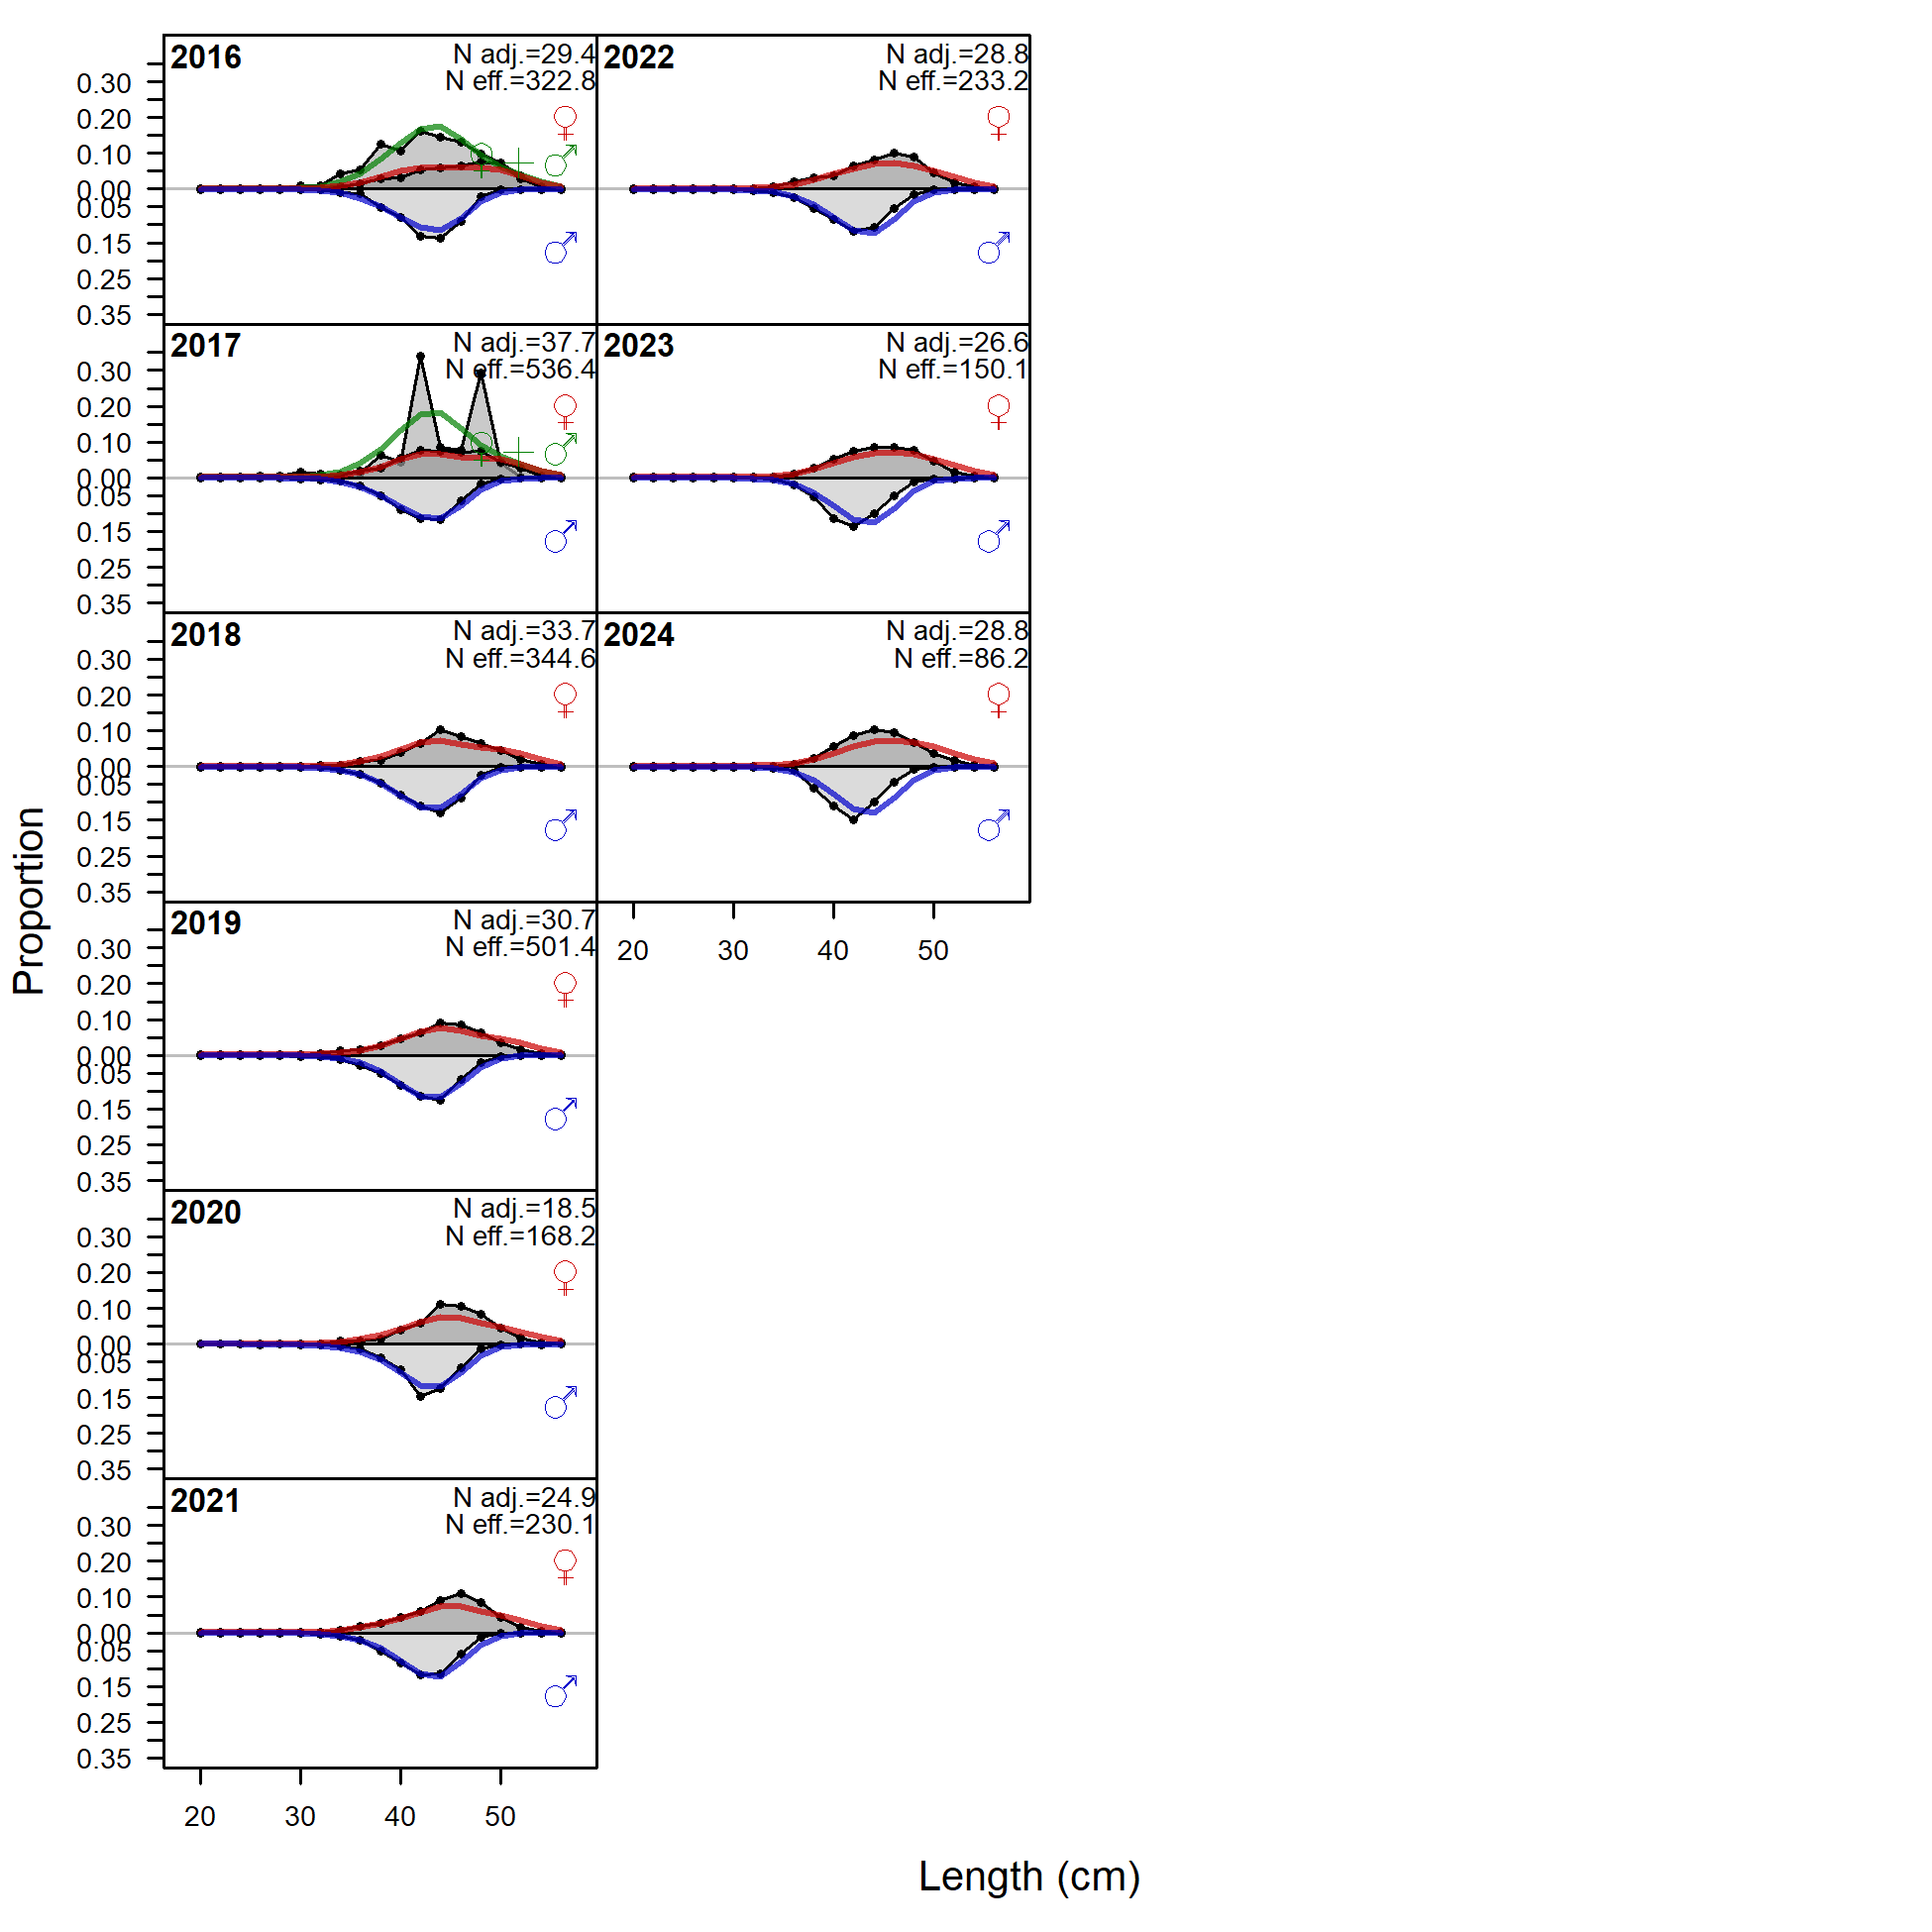 2016
N adj.=29.4
N eff.=322.8
0.30
0.20
0.10
0.00
0.05
0.15
0.25
0.35
2022
N adj.=28.8
N eff.=233.2
2017
N adj.=37.7
N eff.=536.4
0.30
0.20
0.10
0.00
0.05
0.15
0.25
0.35
2023
N adj.=26.6
N eff.=150.1
2018
N adj.=33.7
N eff.=344.6
0.30
0.20
0.10
0.00
0.05
0.15
0.25
0.35
2024
N adj.=28.8
N eff.=86.2
20 30 40 50
2019
N adj.=30.7
N eff.=501.4
0.30
0.20
0.10
0.00
0.05
0.15
0.25
0.35
2020
N adj.=18.5
N eff.=168.2
0.30
0.20
0.10
0.00
0.05
0.15
0.25
0.35
2021
N adj.=24.9
N eff.=230.1
0.30
0.20
0.10
0.00
0.05
0.15
0.25
0.35
20 30 40 50
Proportion
Length (cm)